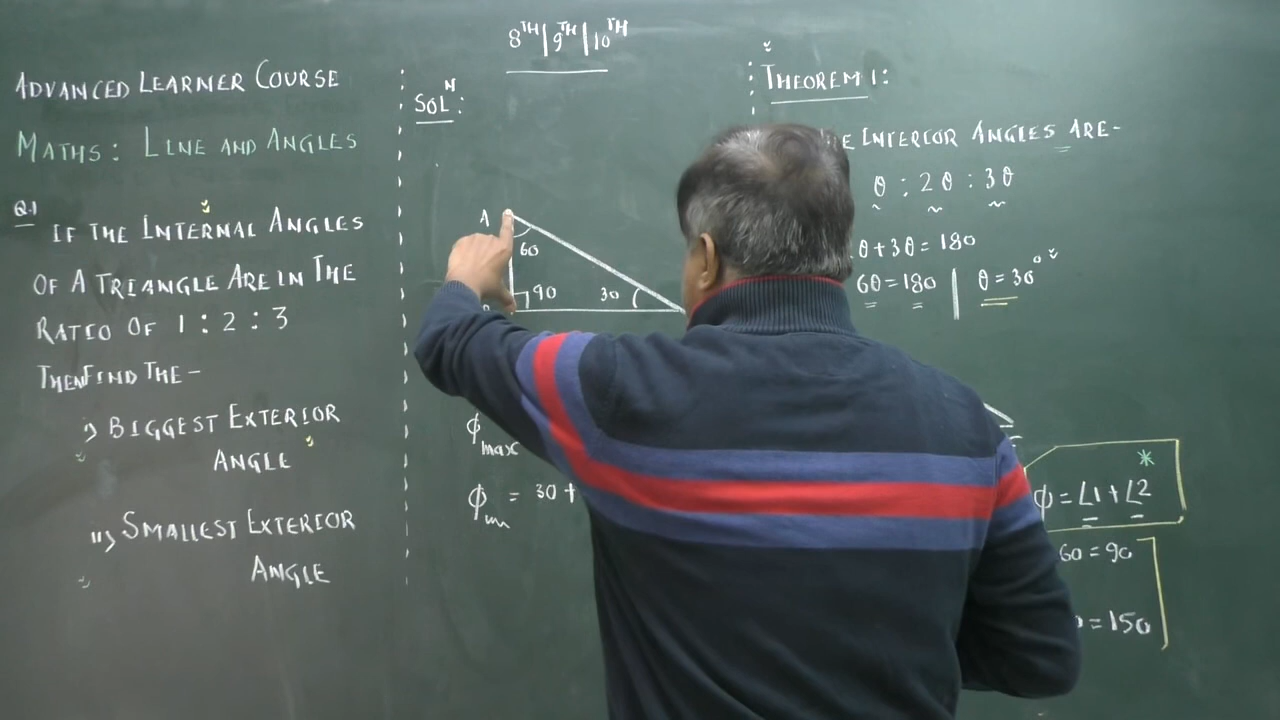 8TH | 9TH | 10TH
ADVANCED LEARNER COURSE
MATHS: LINE AND ANGLES
Q.1
IF THE INTERNAL ANGLES
OF A TRIANGLE ARE IN THE
RATIO OF 1 : 2 : 3
THEN FIND THE -
i) BIGGEST EXTERIOR
ANGLE
ii) SMALLEST EXTERIOR
ANGLE
SOLN:
A
60
90
30
ϕmax
ϕmin = 30 +
THEOREM 1:
INTERIOR ANGLES ARE-
θ : 2θ : 3θ
θ + 3θ = 180
6θ = 180 | θ = 30°
*
ϕ = ∠1 + ∠2
60 = 90
= 150